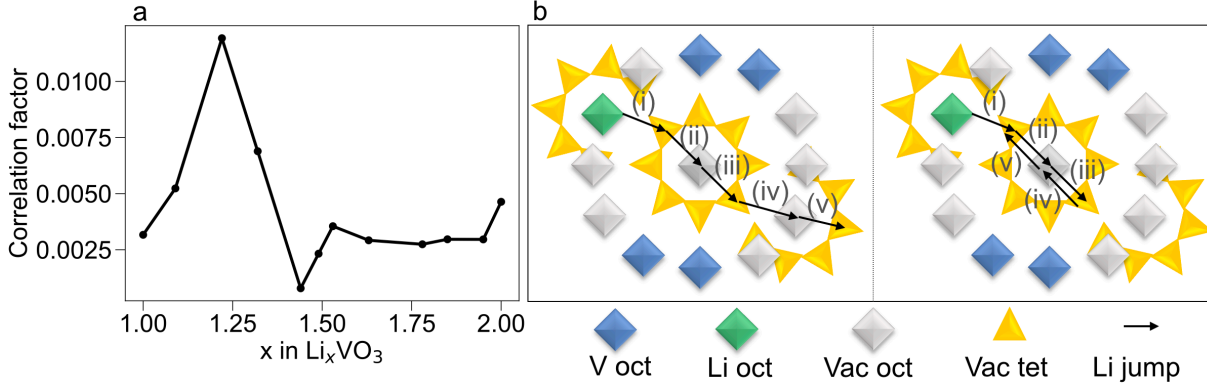 a
Correlation factor
0.0100
0.0075
0.0050
0.0025
1.00 1.25 1.50 1.75 2.00
x in LiₓVO₃
b
(i)
(ii)
(iii)
(iv)
(v)
(i)
(ii)
(v)
(iii)
(iv)
V oct Li oct Vac oct Vac tet Li jump